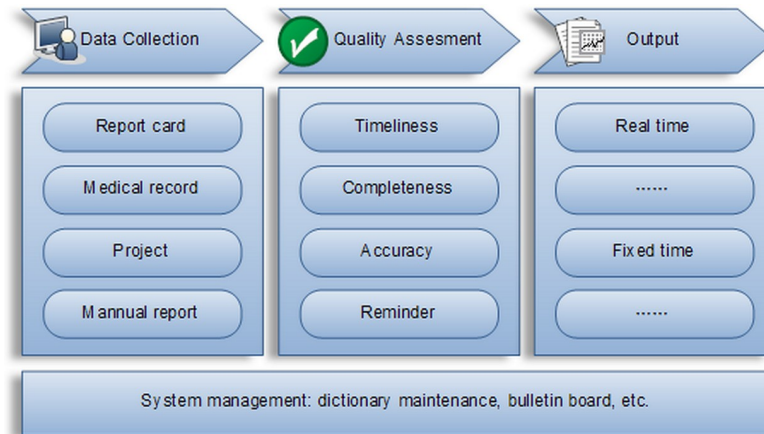 Data Collection
Quality Assesment
Output
Report card
Medical record
Project
Mannual report
Timeliness
Completeness
Accuracy
Reminder
Real time
······
Fixed time
······
System management: dictionary maintenance, bulletin board, etc.